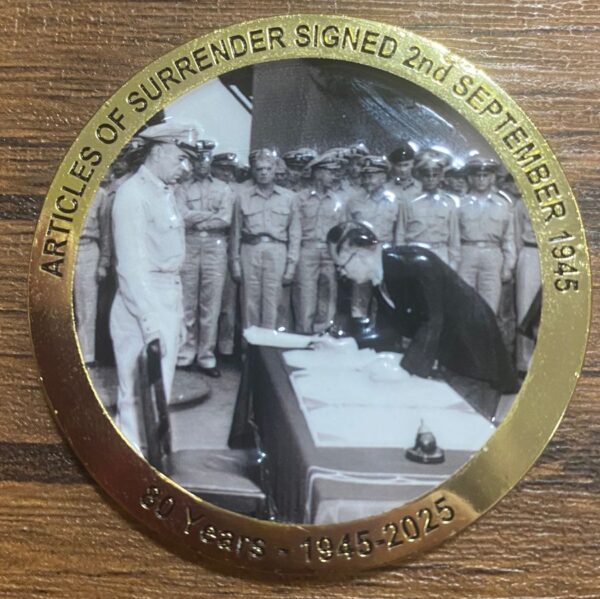 ARTICLES OF SURRENDER SIGNED 2nd SEPTEMBER 1945
80 Years - 1945-2025